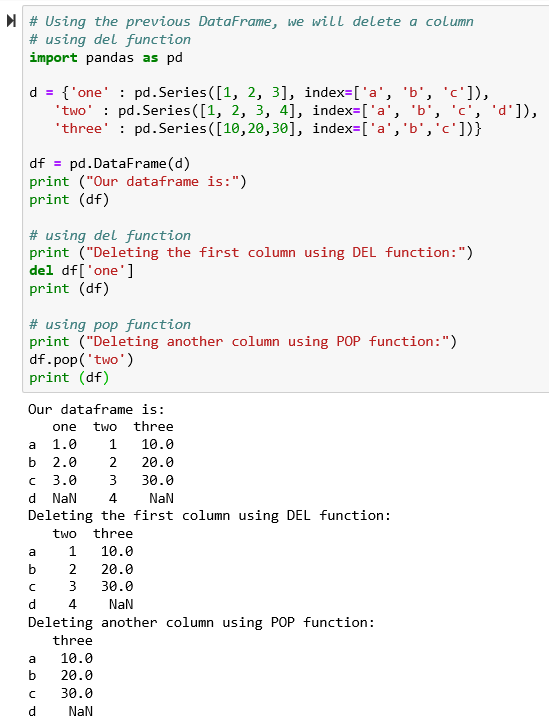 # Using the previous DataFrame, we will delete a column
# using del function
import pandas as pd

d = {'one' : pd.Series([1, 2, 3], index=['a', 'b', 'c']),
   'two' : pd.Series([1, 2, 3, 4], index=['a', 'b', 'c', 'd']),
   'three' : pd.Series([10,20,30], index=['a','b','c'])}

df = pd.DataFrame(d)
print ("Our dataframe is:")
print (df)

# using del function
print ("Deleting the first column using DEL function:")
del df['one']
print (df)

# using pop function
print ("Deleting another column using POP function:")
df.pop('two')
print (df)
Our dataframe is:
   one  two  three
a  1.0    1   10.0
b  2.0    2   20.0
c  3.0    3   30.0
d  NaN    4    NaN
Deleting the first column using DEL function:
   two  three
a    1   10.0
b    2   20.0
c    3   30.0
d    4    NaN
Deleting another column using POP function:
   three
a   10.0
b   20.0
c   30.0
d    NaN